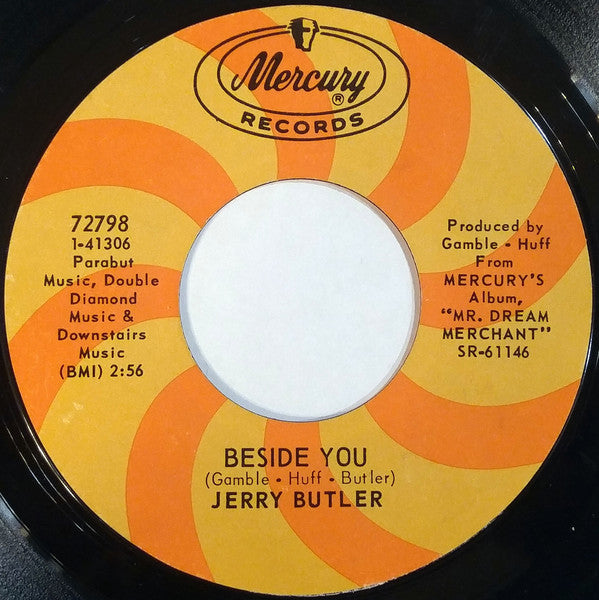 Mercury®
RECORDS
72798
1-41306
Parabut
Music, Double
Diamond
Music &
Downstairs
Music
(BMI) 2:56
Produced by
Gamble - Huff
From
MERCURY'S
Album,
"MR. DREAM
MERCHANT"
SR-61146
BESIDE YOU
(Gamble - Huff - Butler)
JERRY BUTLER